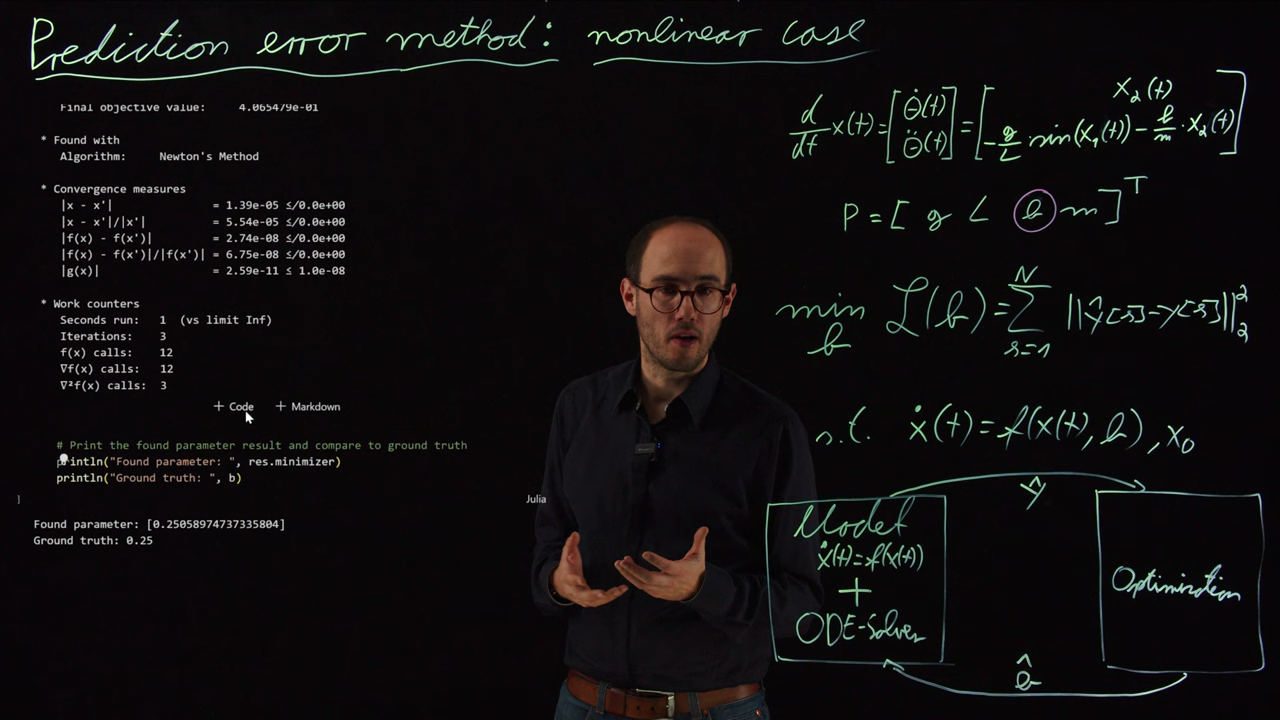 Prediction error method: nonlinear case
Final objective value: 4.065479e-01
* Found with
Algorithm: Newton's Method
* Convergence measures
|x - x'| = 1.39e-05 ≤/0.0e+00
|x - x'|/|x'| = 5.54e-05 ≤/0.0e+00
|f(x) - f(x')| = 2.74e-08 ≤/0.0e+00
|f(x) - f(x')|/|f(x')| = 6.75e-08 ≤/0.0e+00
|g(x)| = 2.59e-11 ≤ 1.0e-08
* Work counters
Seconds run: 1 (vs limit Inf)
Iterations: 3
f(x) calls: 12
∇f(x) calls: 12
∇²f(x) calls: 3
+ Code + Markdown
# Print the found parameter result and compare to ground truth
println("Found parameter: ", res.minimizer)
println("Ground truth: ", b)
]
Julia
Found parameter: [0.25058974737335804]
Ground truth: 0.25
d/dt x(t) = [θ̇(t) θ̈(t)] = [x₂(t) -g/L · sin(x₁(t)) - b/m · x₂(t)]
P = [g L b m]ᵀ
min b L(b) = Σ s=1 N ||ŷ[s] - y[s]||₂²
s.t. ẋ(t) = f(x(t), b), x₀
ŷ
Model
ẋ(t) = f(x(t))
+
ODE-Solver
Optimization
b̂